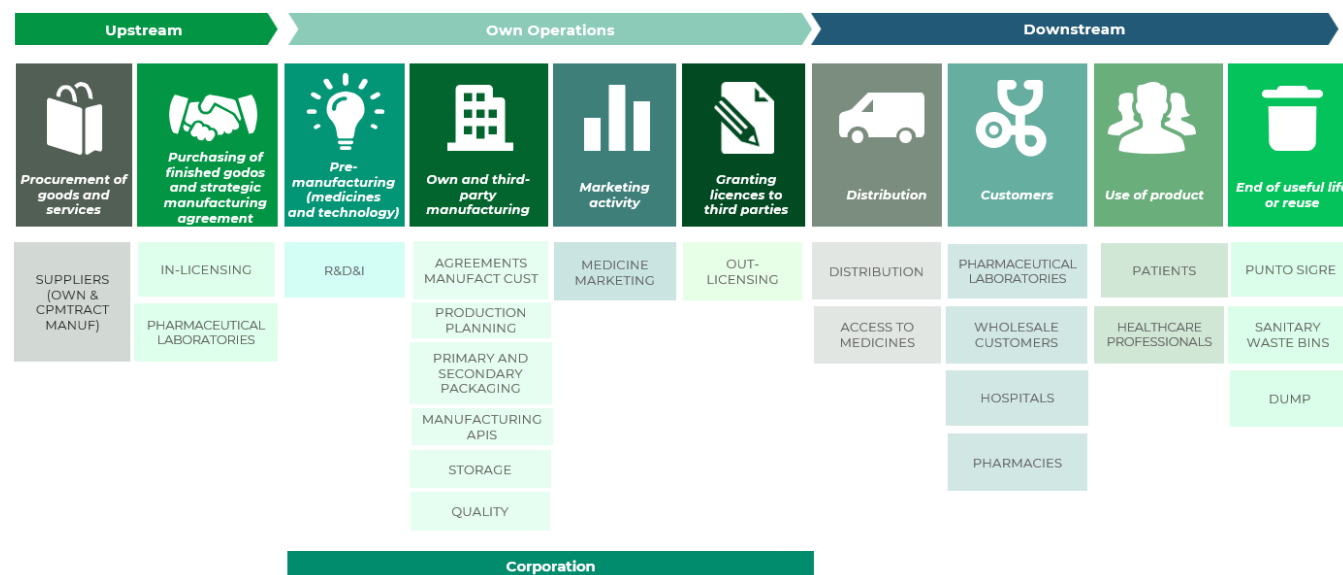 Upstream
Own Operations
Downstream
Procurement of
goods and
services
Purchasing of
finished godos
and strategic
manufacturing
agreement
Pre-
manufacturing
(medicines
and technology)
Own and third-
party
manufacturing
Marketing
activity
Granting
licences to
third parties
Distribution
Customers
Use of product
End of useful life
or reuse
SUPPLIERS
(OWN &
CPMTRACT
MANUF)
IN-LICENSING
PHARMACEUTICAL
LABORATORIES
R&D&I
AGREEMENTS
MANUFACT CUST
PRODUCTION
PLANNING
PRIMARY AND
SECONDARY
PACKAGING
MANUFACTURING
APIS
STORAGE
QUALITY
MEDICINE
MARKETING
OUT-
LICENSING
DISTRIBUTION
ACCESS TO
MEDICINES
PHARMACEUTICAL
LABORATORIES
WHOLESALE
CUSTOMERS
HOSPITALS
PHARMACIES
PATIENTS
HEALTHCARE
PROFESSIONALS
PUNTO SIGRE
SANITARY
WASTE BINS
DUMP
Corporation